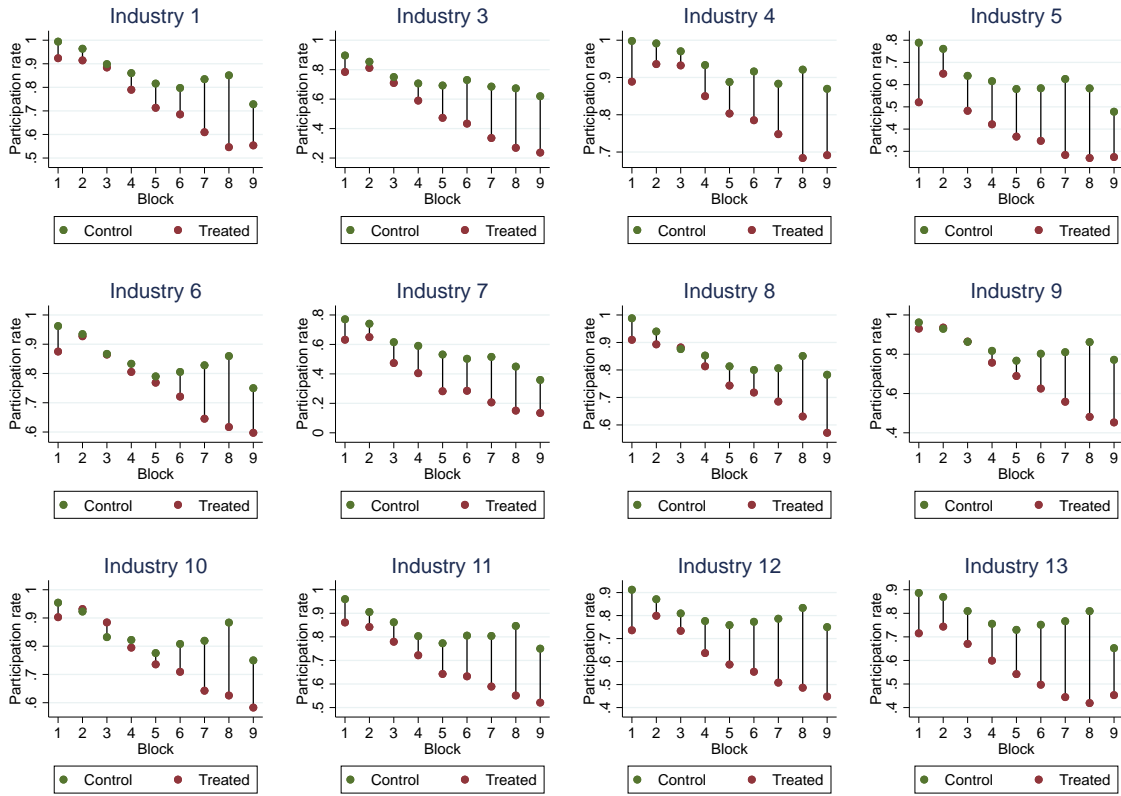 Industry 1
Participation rate
.5 .6 .7 .8 .9 1
1 2 3 4 5 6 7 8 9
Block
Control Treated
Industry 3
Participation rate
.2 .4 .6 .8 1
1 2 3 4 5 6 7 8 9
Block
Control Treated
Industry 4
Participation rate
.7 .8 .9 1
1 2 3 4 5 6 7 8 9
Block
Control Treated
Industry 5
Participation rate
.3 .4 .5 .6 .7 .8
1 2 3 4 5 6 7 8 9
Block
Control Treated
Industry 6
Participation rate
.6 .7 .8 .9 1
1 2 3 4 5 6 7 8 9
Block
Control Treated
Industry 7
Participation rate
0 .2 .4 .6 .8
1 2 3 4 5 6 7 8 9
Block
Control Treated
Industry 8
Participation rate
.6 .7 .8 .9 1
1 2 3 4 5 6 7 8 9
Block
Control Treated
Industry 9
Participation rate
.4 .6 .8 1
1 2 3 4 5 6 7 8 9
Block
Control Treated
Industry 10
Participation rate
.6 .7 .8 .9 1
1 2 3 4 5 6 7 8 9
Block
Control Treated
Industry 11
Participation rate
.5 .6 .7 .8 .9 1
1 2 3 4 5 6 7 8 9
Block
Control Treated
Industry 12
Participation rate
.4 .5 .6 .7 .8 .9
1 2 3 4 5 6 7 8 9
Block
Control Treated
Industry 13
Participation rate
.4 .5 .6 .7 .8 .9
1 2 3 4 5 6 7 8 9
Block
Control Treated